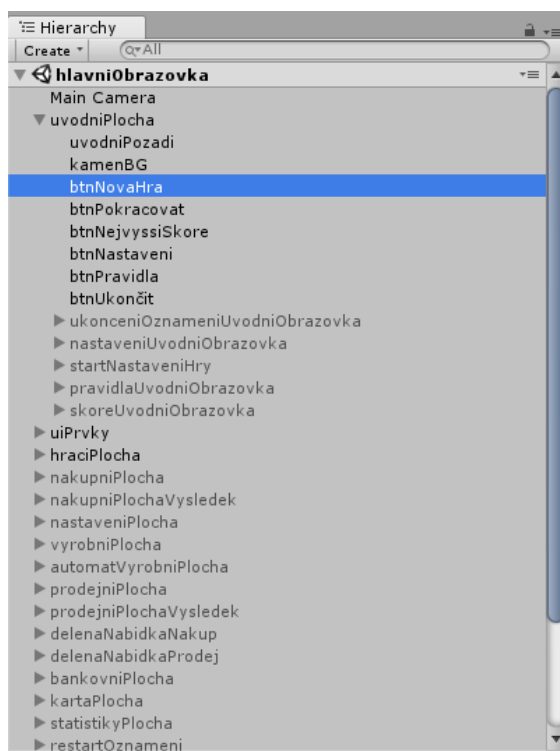 Hierarchy
Create All
hlavniObrazovka
Main Camera
uvodniPlocha
uvodniPozadi
kamenBG
btnNovaHra
btnPokracovat
btnNejvyssiSkore
btnNastaveni
btnPravidla
btnUkončit
ukonceniOznameniUvodniObrazovka
nastaveniUvodniObrazovka
startNastaveniHry
pravidlaUvodniObrazovka
skoreUvodniObrazovka
uiPrvky
hraciPlocha
nakupniPlocha
nakupniPlochaVysledek
nastaveniPlocha
vyrobniPlocha
automatVyrobniPlocha
prodejniPlocha
prodejniPlochaVysledek
delenaNabidkaNakup
delenaNabidkaProdej
bankovniPlocha
kartaPlocha
statistikyPlocha
restartOznameni